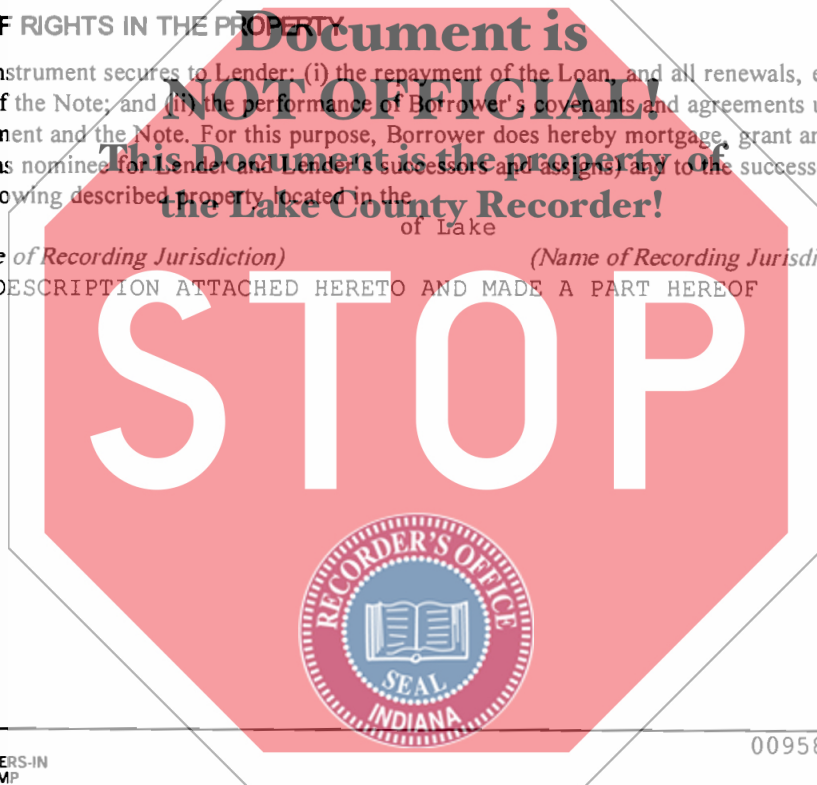 F RIGHTS IN THE PROPERTY
Document is
nstrument secures to Lender: (i) the repayment of the Loan, and all renewals, e
NOT OFFICIAL!
f the Note; and (ii) the performance of Borrower's covenants and agreements u
ment and the Note. For this purpose, Borrower does hereby mortgage, grant an
This Document is the property of
s nominee for Lender and Lender's successors and assigns) and to the success
owing described property located in the
the Lake County Recorder!
of Lake
e of Recording Jurisdiction) (Name of Recording Jurisdi
DESCRIPTION ATTACHED HERETO AND MADE A PART HEREOF
STOP
RECORDER'S OFFICE
SEAL
INDIANA
00958
ERS-IN
MP